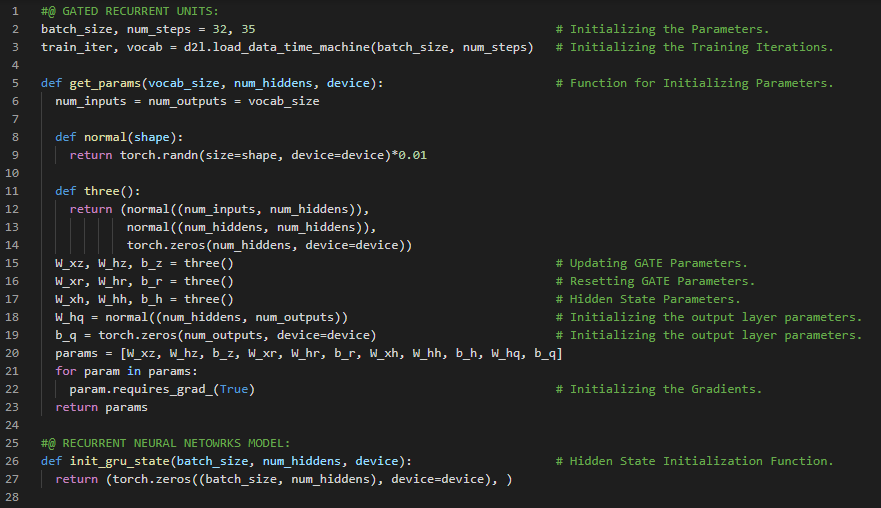 1 #@ GATED RECURRENT UNITS:
2 batch_size, num_steps = 32, 35 # Initializing the Parameters.
3 train_iter, vocab = d2l.load_data_time_machine(batch_size, num_steps) # Initializing the Training Iterations.
4
5 def get_params(vocab_size, num_hiddens, device): # Function for Initializing Parameters.
6 num_inputs = num_outputs = vocab_size
7
8 def normal(shape):
9 return torch.randn(size=shape, device=device)*0.01
10
11 def three():
12 return (normal((num_inputs, num_hiddens)),
13 normal((num_hiddens, num_hiddens)),
14 torch.zeros(num_hiddens, device=device))
15 W_xz, W_hz, b_z = three() # Updating GATE Parameters.
16 W_xr, W_hr, b_r = three() # Resetting GATE Parameters.
17 W_xh, W_hh, b_h = three() # Hidden State Parameters.
18 W_hq = normal((num_hiddens, num_outputs)) # Initializing the output layer parameters.
19 b_q = torch.zeros(num_outputs, device=device) # Initializing the output layer parameters.
20 params = [W_xz, W_hz, b_z, W_xr, W_hr, b_r, W_xh, W_hh, b_h, W_hq, b_q]
21 for param in params:
22 param.requires_grad_(True) # Initializing the Gradients.
23 return params
24
25 #@ RECURRENT NEURAL NETOWRKS MODEL:
26 def init_gru_state(batch_size, num_hiddens, device): # Hidden State Initialization Function.
27 return (torch.zeros((batch_size, num_hiddens), device=device), )
28